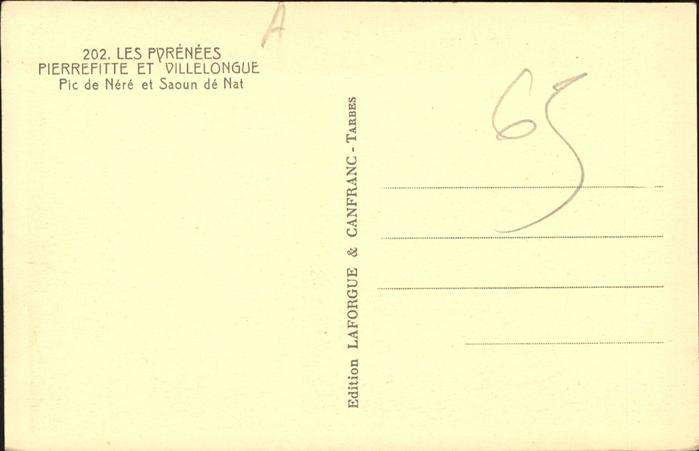 A
202. LES PYRÉNÉES
PIERREFITTE ET VILLELONGUE
Pic de Néré et Saoun dé Nat
Edition LAFORGUE & CANFRANC - TARBES
65